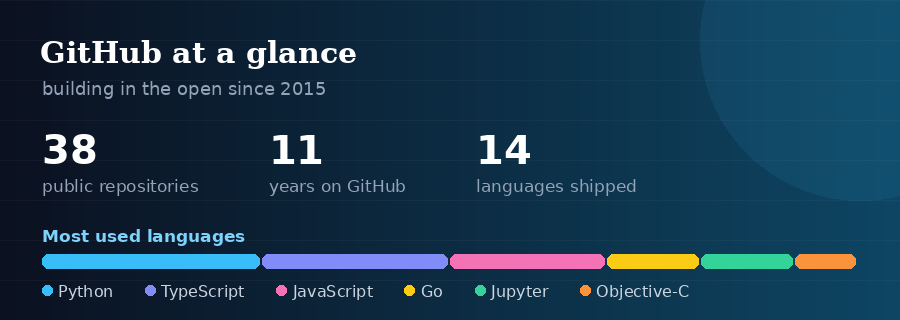 GitHub at a glance
building in the open since 2015
38 11 14
public repositories years on GitHub languages shipped
Most used languages
Python TypeScript JavaScript Go Jupyter Objective-C